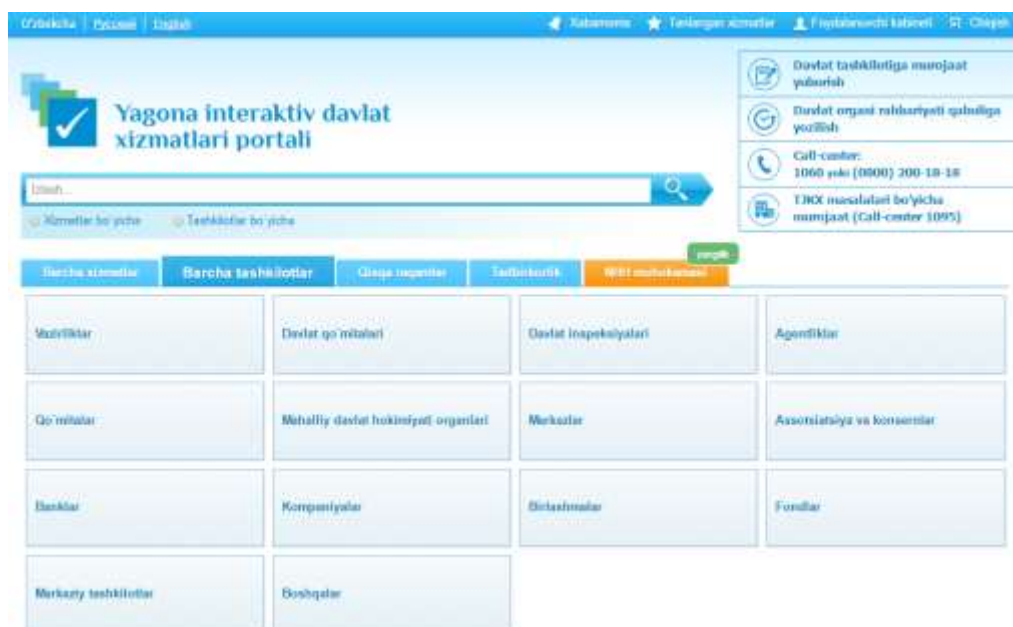 O'zbekcha Русский English Xabarnoma Tanlangan xizmatlar Foydalanuvchi kabineti Chiqish
Yagona interaktiv davlat
xizmatlari portali
Davlat tashkilotiga murojaat
yuborish
Davlat organi rahbariyati qabuliga
yozilish
Call-center:
1060 yoki (0800) 200-18-18
TJKX masalalari bo'yicha
murojaat (Call-center 1095)
Izlash...
Xizmatlar bo'yicha Tashkilotlar bo'yicha
yangilik
Barcha xizmatlar Barcha tashkilotlar Qisqa raqamlar Tadbirkorlik muhokamasi
Vazirliklar Davlat qo`mitalari Davlat inspeksiyalari Agentliklar
Qo`mitalar Mahalliy davlat hokimiyati organlari Markazlar Assotsiatsiya va konsernlar
Banklar Kompaniyalar Birlashmalar Fondlar
Markaziy tashkilotlar Boshqalar